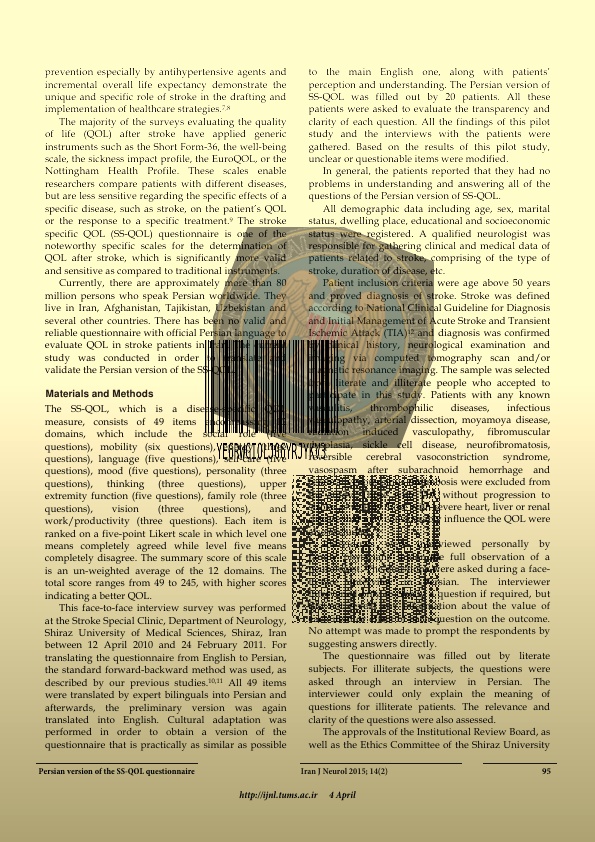 prevention especially by antihypertensive agents and
incremental overall life expectancy demonstrate the
unique and specific role of stroke in the drafting and
implementation of healthcare strategies.7,8
The majority of the surveys evaluating the quality
of life (QOL) after stroke have applied generic
instruments such as the Short Form-36, the well-being
scale, the sickness impact profile, the EuroQOL, or the
Nottingham Health Profile. These scales enable
researchers compare patients with different diseases,
but are less sensitive regarding the specific effects of a
specific disease, such as stroke, on the patient's QOL
or the response to a specific treatment.9 The stroke
specific QOL (SS-QOL) questionnaire is one of the
noteworthy specific scales for the determination of
QOL after stroke, which is significantly more valid
and sensitive as compared to traditional instruments.
Currently, there are approximately more than 80
million persons who speak Persian worldwide. They
live in Iran, Afghanistan, Tajikistan, Uzbekistan and
several other countries. There has been no valid and
reliable questionnaire with official Persian language to
evaluate QOL in stroke patients in
study was conducted in order to translate and
validate the Persian version of the SS-QOL.
Materials and Methods
The SS-QOL, which is a disease-specific QOL
measure, consists of 49 items
domains, which include the social role (five
questions), mobility (six questions),
questions), language (five questions), self-care (five
questions), mood (five questions), personality (three
questions), thinking (three questions), upper
extremity function (five questions), family role (three
questions), vision (three questions), and
work/productivity (three questions). Each item is
ranked on a five-point Likert scale in which level one
means completely agreed while level five means
completely disagree. The summary score of this scale
is an un-weighted average of the 12 domains. The
total score ranges from 49 to 245, with higher scores
indicating a better QOL.
This face-to-face interview survey was performed
at the Stroke Special Clinic, Department of Neurology,
Shiraz University of Medical Sciences, Shiraz, Iran
between 12 April 2010 and 24 February 2011. For
translating the questionnaire from English to Persian,
the standard forward-backward method was used, as
described by our previous studies.10,11 All 49 items
were translated by expert bilinguals into Persian and
afterwards, the preliminary version was again
translated into English. Cultural adaptation was
performed in order to obtain a version of the
questionnaire that is practically as similar as possible
to the main English one, along with patients'
perception and understanding. The Persian version of
SS-QOL was filled out by 20 patients. All these
patients were asked to evaluate the transparency and
clarity of each question. All the findings of this pilot
study and the interviews with the patients were
gathered. Based on the results of this pilot study,
unclear or questionable items were modified.
In general, the patients reported that they had no
problems in understanding and answering all of the
questions of the Persian version of SS-QOL.
All demographic data including age, sex, marital
status, dwelling place, educational and socioeconomic
status were registered. A qualified neurologist was
responsible for gathering clinical and medical data of
patients related to stroke, comprising of the type of
stroke, duration of disease, etc.
Patient inclusion criteria were age above 50 years
and proved diagnosis of stroke. Stroke was defined
according to National Clinical Guideline for Diagnosis
and Initial Management of Acute Stroke and Transient
Ischemic Attack (TIA)12 and diagnosis was confirmed
clinical history, neurological examination and
via computed tomography scan and/or
magnetic resonance imaging. The sample was selected
literate and illiterate people who accepted to
participate in this study. Patients with any known
thrombophilic diseases, infectious
arterial dissection, moyamoya disease,
induced vasculopathy, fibromuscular
dysplasia, sickle cell disease, neurofibromatosis,
reversible cerebral vasoconstriction syndrome,
vasospasm after subarachnoid hemorrhage and
were excluded from
without progression to
severe heart, liver or renal
influence the QOL were
personally by
full observation of a
were asked during a face-
The interviewer
question if required, but
about the value of
question on the outcome.
No attempt was made to prompt the respondents by
suggesting answers directly.
The questionnaire was filled out by literate
subjects. For illiterate subjects, the questions were
asked through an interview in Persian. The
interviewer could only explain the meaning of
questions for illiterate patients. The relevance and
clarity of the questions were also assessed.
The approvals of the Institutional Review Board, as
well as the Ethics Committee of the Shiraz University
Persian version of the SS-QOL questionnaire
Iran J Neurol 2015; 14(2)
95
http://ijnl.tums.ac.ir 4 April